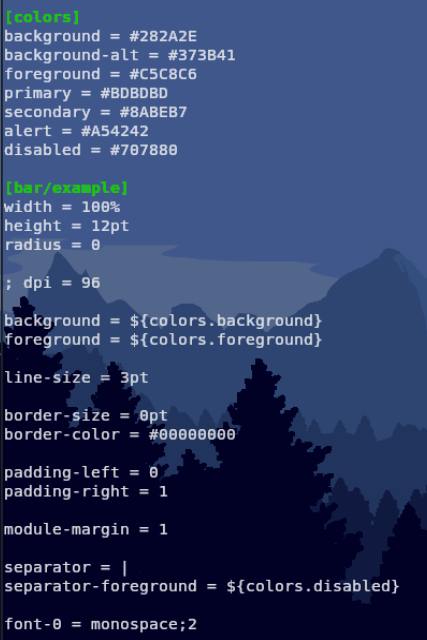 [colors]
background = #282A2E
background-alt = #373B41
foreground = #C5C8C6
primary = #BDBDBD
secondary = #8ABEB7
alert = #A54242
disabled = #707880
[bar/example]
width = 100%
height = 12pt
radius = 0
; dpi = 96
background = ${colors.background}
foreground = ${colors.foreground}
line-size = 3pt
border-size = 0pt
border-color = #00000000
padding-left = 0
padding-right = 1
module-margin = 1
separator = |
separator-foreground = ${colors.disabled}
font-0 = monospace;2